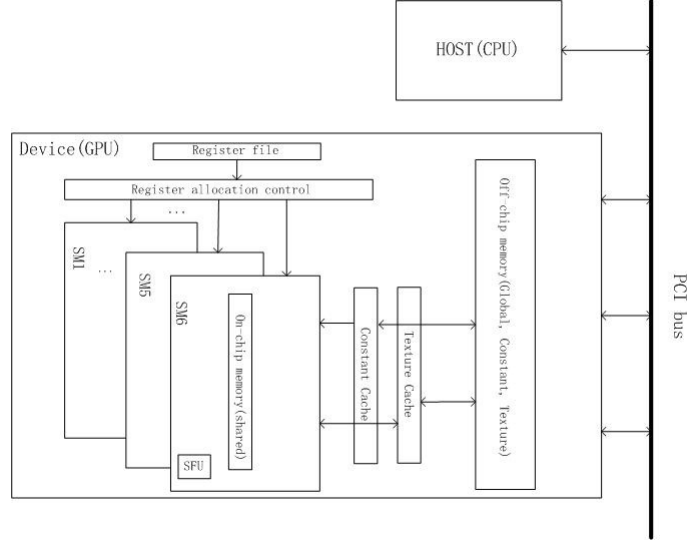 HOST(CPU)
Device(GPU)
Register file
Register allocation control
...
SM1
...
SM5
SM6
On-chip memory(shared)
SFU
Constant Cache
Texture Cache
Off-chip memory(Global, Constant, Texture)
PCI bus